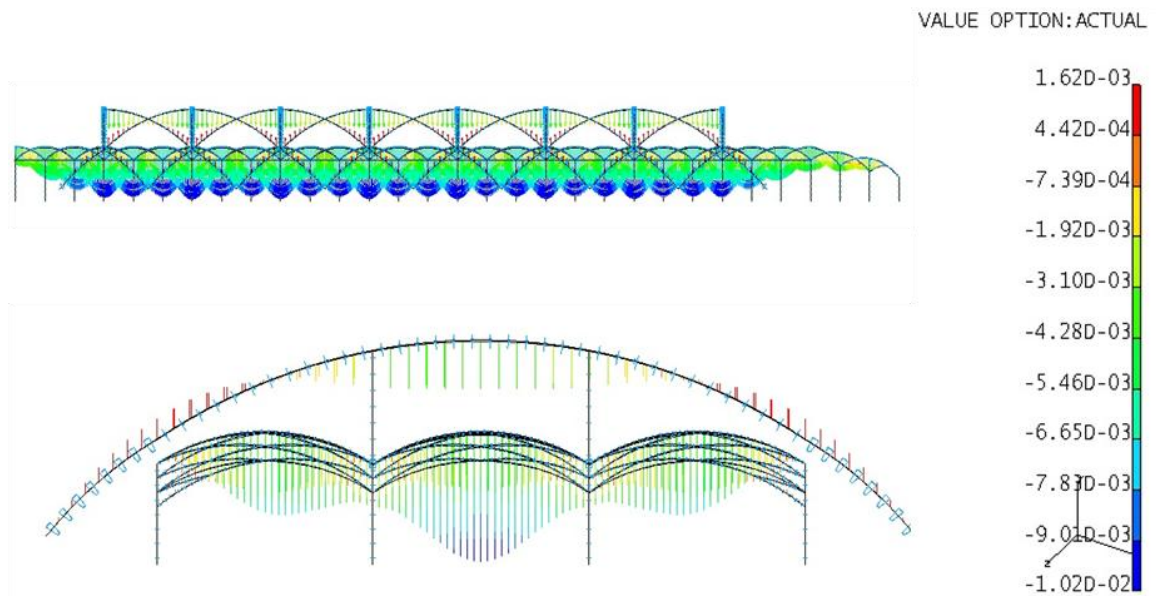 VALUE OPTION:ACTUAL
1.62D-03
4.42D-04
-7.39D-04
-1.92D-03
-3.10D-03
-4.28D-03
-5.46D-03
-6.65D-03
-7.83D-03
-9.01D-03
-1.02D-02
z